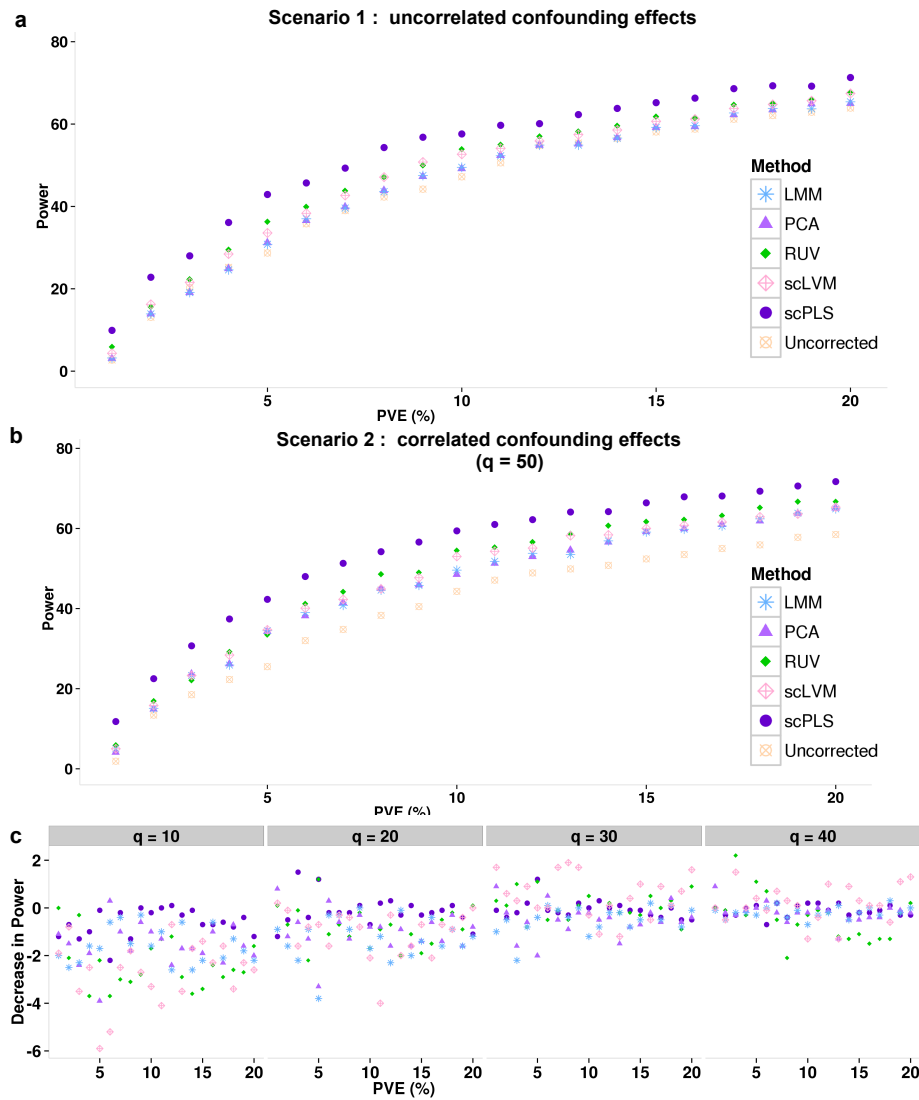 a
Scenario 1 : uncorrelated confounding effects
80
60
40
20
0
Power
5
10
15
20
PVE (%)
Method
LMM
PCA
RUV
scLVM
scPLS
Uncorrected
b
Scenario 2 : correlated confounding effects
(q = 50)
80
60
40
20
0
Power
5
10
15
20
PVE (%)
Method
LMM
PCA
RUV
scLVM
scPLS
Uncorrected
c
q = 10
q = 20
q = 30
q = 40
2
0
-2
-4
-6
Decrease in Power
5
10
15
20
5
10
15
20
5
10
15
20
5
10
15
20
PVE (%)